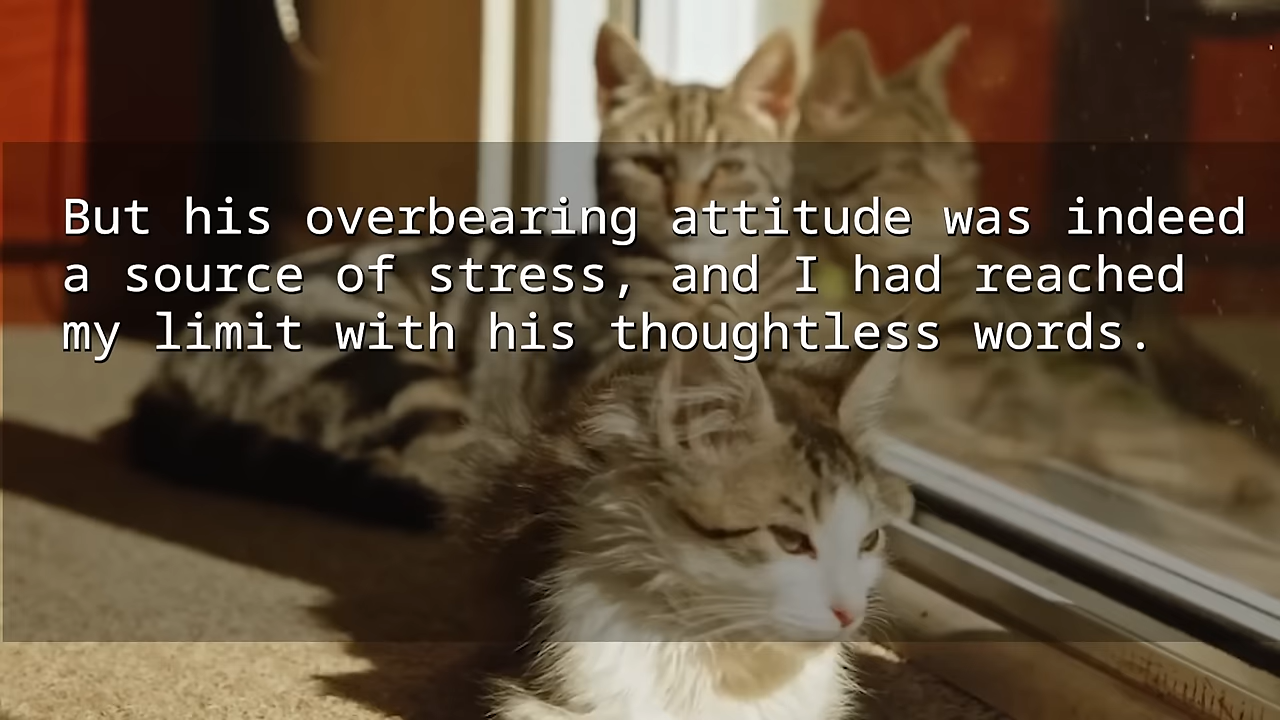 But his overbearing attitude was indeed
a source of stress, and I had reached
my limit with his thoughtless words.